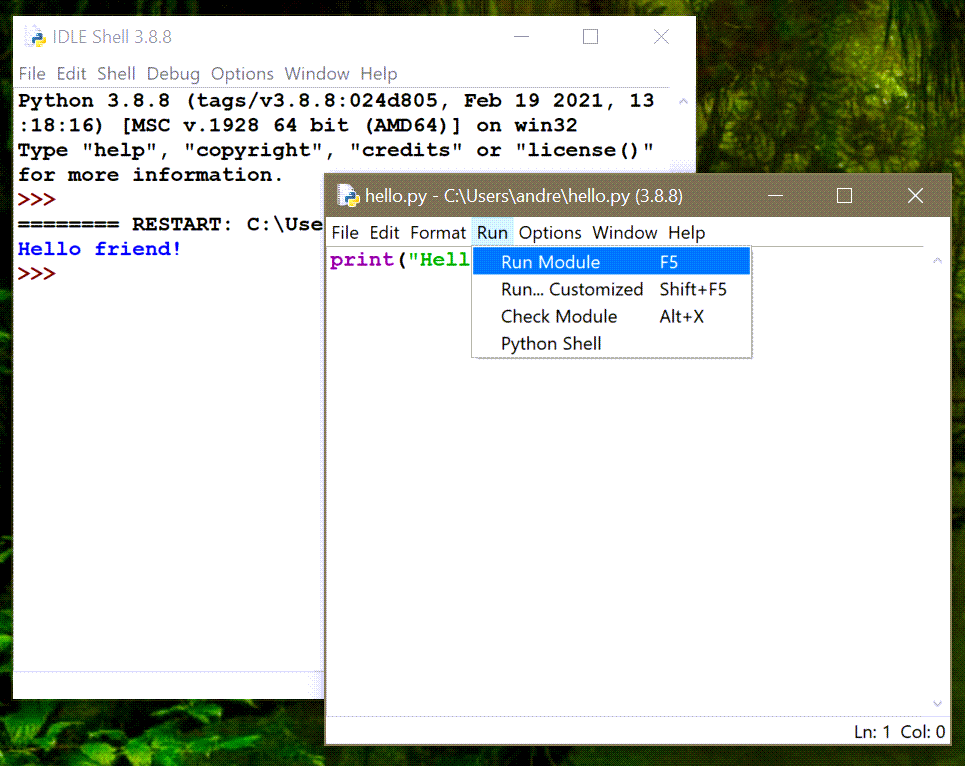 IDLE Shell 3.8.8
File Edit Shell Debug Options Window Help
Python 3.8.8 (tags/v3.8.8:024d805, Feb 19 2021, 13
:18:16) [MSC v.1928 64 bit (AMD64)] on win32
Type "help", "copyright", "credits" or "license()"
for more information.
>>>
======== RESTART: C:\Use
Hello friend!
>>>
hello.py - C:\Users\andre\hello.py (3.8.8)
File Edit Format Run Options Window Help
print("Hell
Run Module F5
Run... Customized Shift+F5
Check Module Alt+X
Python Shell
Ln: 1 Col: 0